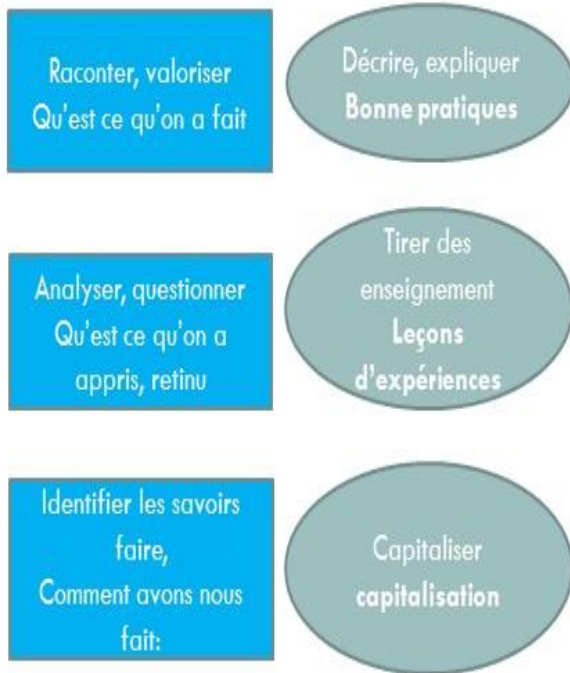 Raconter, valoriser
Qu'est ce qu'on a fait
Décrire, expliquer
Bonne pratiques
Analyser, questionner
Qu'est ce qu'on a
appris, retinu
Tirer des
enseignement
Leçons
d'expériences
Identifier les savoirs
faire,
Comment avons nous
fait:
Capitaliser
capitalisation